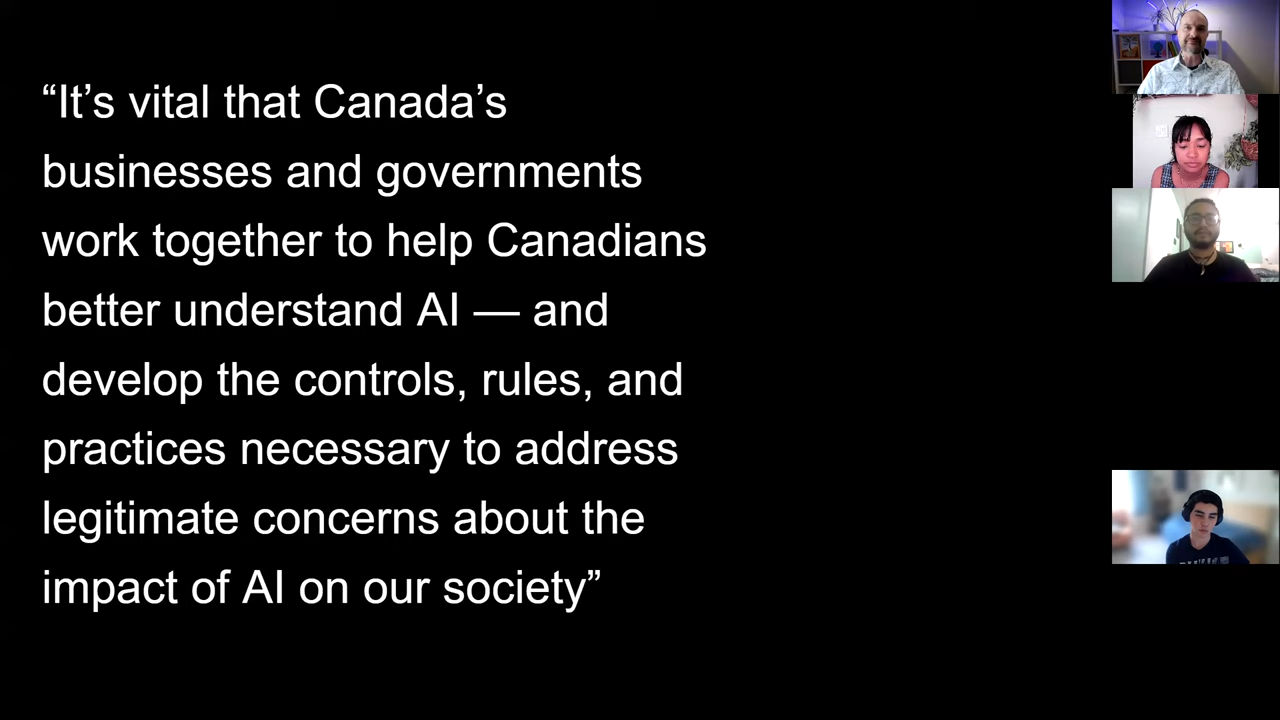 “It’s vital that Canada’s
businesses and governments
work together to help Canadians
better understand AI — and
develop the controls, rules, and
practices necessary to address
legitimate concerns about the
impact of AI on our society”